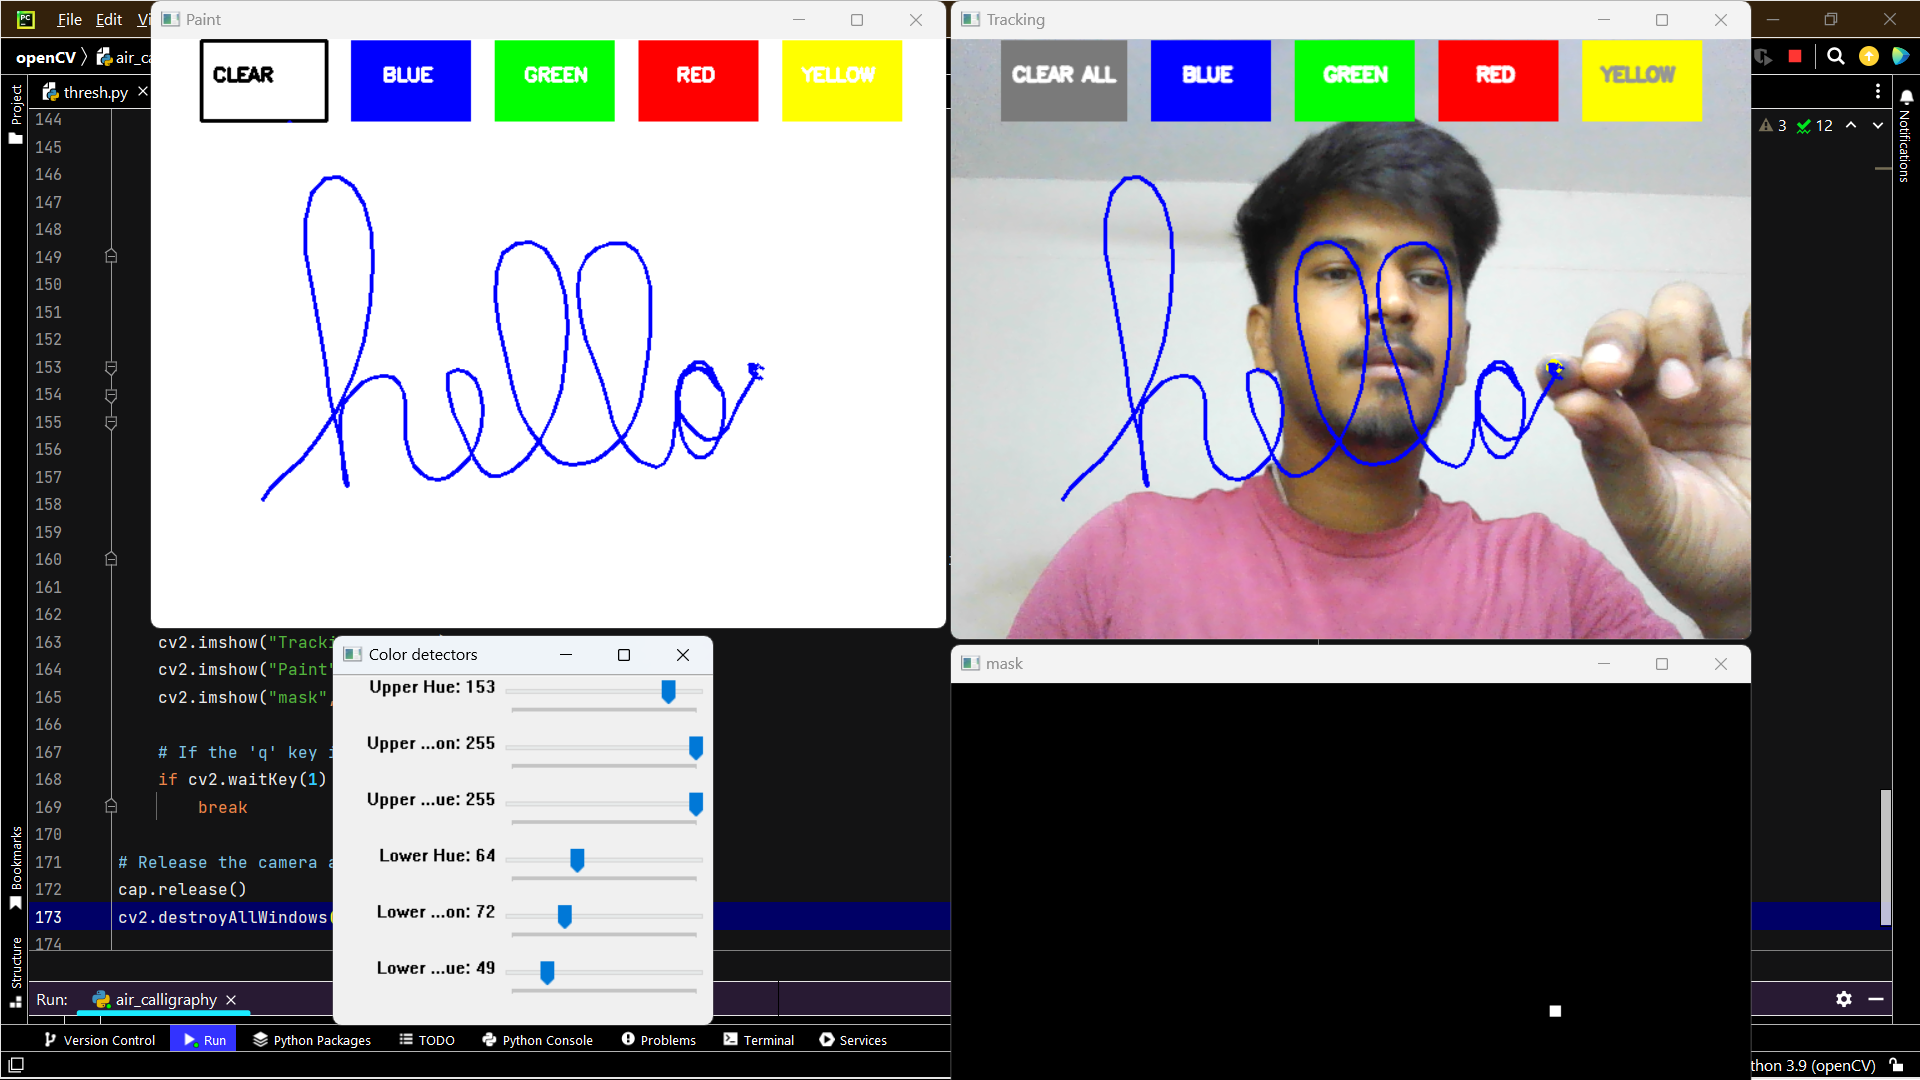 File Edit Vi
openCV air_ca
thresh.py
Project
Bookmarks
Structure
Paint
CLEAR
BLUE
GREEN
RED
YELLOW
hello
Tracking
CLEAR ALL
BLUE
GREEN
RED
YELLOW
hello
3 12
Notifications
144
145
146
147
148
149
150
151
152
153
154
155
156
157
158
159
160
161
162
163 cv2.imshow("Tracki
164 cv2.imshow("Paint"
165 cv2.imshow("mask",
166
167 # If the 'q' key i
168 if cv2.waitKey(1)
169 break
170
171 # Release the camera a
172 cap.release()
173 cv2.destroyAllWindows(
174
Color detectors
Upper Hue: 153
Upper ...on: 255
Upper ...ue: 255
Lower Hue: 64
Lower ...on: 72
Lower ...ue: 49
mask
Run: air_calligraphy
Version Control Run Python Packages TODO Python Console Problems Terminal Services
thon 3.9 (openCV)